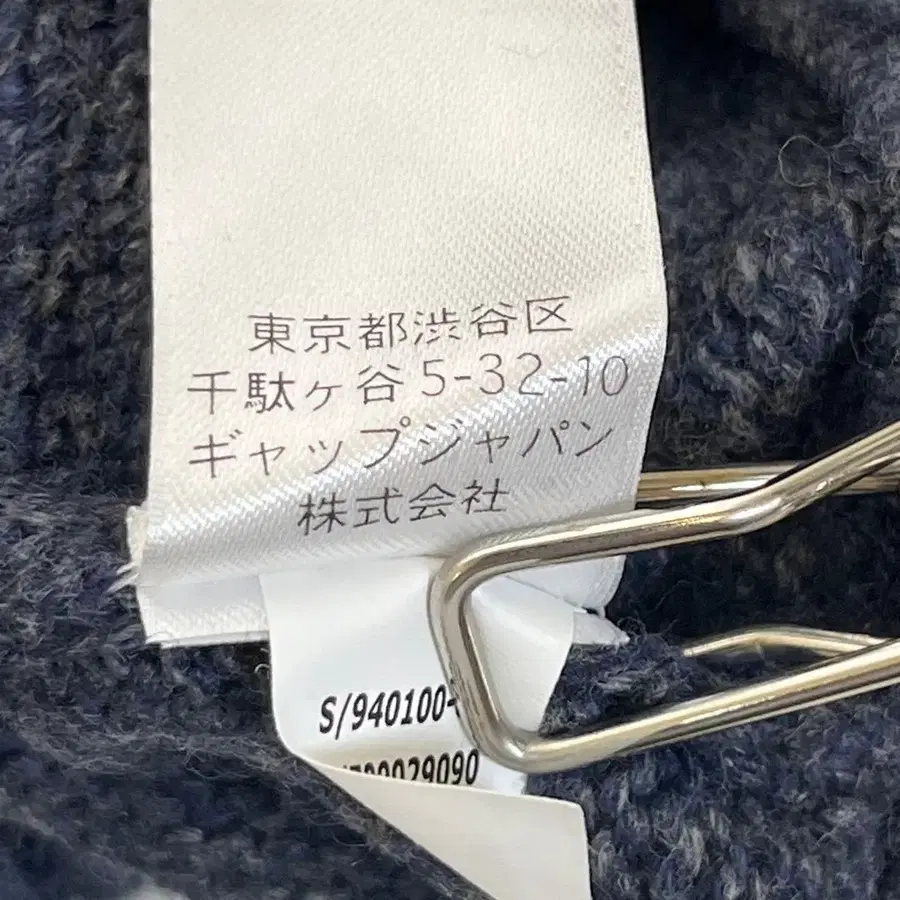 東京都渋谷区
千駄ヶ谷5-32-10
ギャップジャパン
株式会社
S/940100-
29090